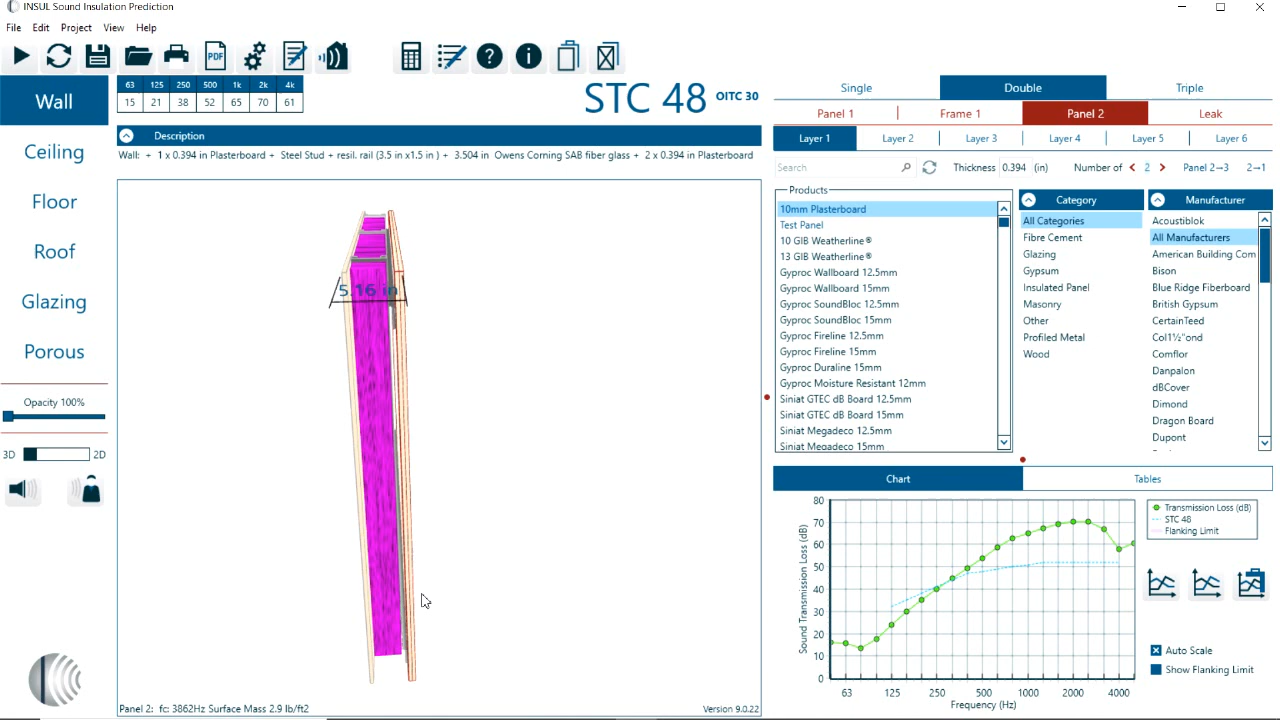 INSUL Sound Insulation Prediction
File Edit Project View Help
PDF
Wall
Ceiling
Floor
Roof
Glazing
Porous
Opacity 100%
3D 2D
63 125 250 500 1k 2k 4k
15 21 38 52 65 70 61
STC 48 OITC 30
Description
Wall: + 1 x 0.394 in Plasterboard + Steel Stud + resil. rail (3.5 in x1.5 in ) + 3.504 in Owens Corning SAB fiber glass + 2 x 0.394 in Plasterboard
5.16 in
Panel 2: fc: 3862Hz Surface Mass 2.9 lb/ft2
Version 9.0.22
Single Double Triple
Panel 1 Frame 1 Panel 2 Leak
Layer 1 Layer 2 Layer 3 Layer 4 Layer 5 Layer 6
Search Thickness 0.394 (in) Number of < 2 > Panel 2→3 2→1
Products
10mm Plasterboard
Test Panel
10 GIB Weatherline®
13 GIB Weatherline®
Gyproc Wallboard 12.5mm
Gyproc Wallboard 15mm
Gyproc SoundBloc 12.5mm
Gyproc SoundBloc 15mm
Gyproc Fireline 12.5mm
Gyproc Fireline 15mm
Gyproc Duraline 15mm
Gyproc Moisture Resistant 12mm
Siniat GTEC dB Board 12.5mm
Siniat GTEC dB Board 15mm
Siniat Megadeco 12.5mm
Siniat Megadeco 15mm
Category
All Categories
Fibre Cement
Glazing
Gypsum
Insulated Panel
Masonry
Other
Profiled Metal
Wood
Manufacturer
Acoustiblok
All Manufacturers
American Building Com
Bison
Blue Ridge Fiberboard
British Gypsum
CertainTeed
Col1½"ond
Comflor
Danpalon
dBCover
Dimond
Dragon Board
Dupont
Chart Tables
Sound Transmission Loss (dB)
80
70
60
50
40
30
20
10
0
63 125 250 500 1000 2000 4000
Frequency (Hz)
Transmission Loss (dB)
STC 48
Flanking Limit
Auto Scale
Show Flanking Limit